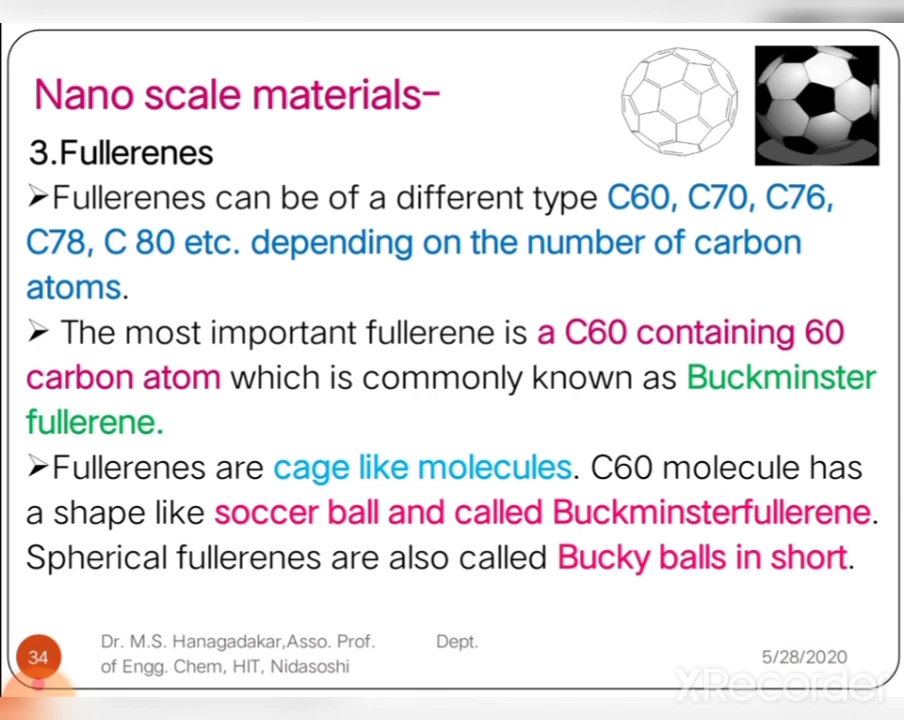 Nano scale materials-
3.Fullerenes
➢Fullerenes can be of a different type C60, C70, C76,
C78, C 80 etc. depending on the number of carbon
atoms.
➢ The most important fullerene is a C60 containing 60
carbon atom which is commonly known as Buckminster
fullerene.
➢Fullerenes are cage like molecules. C60 molecule has
a shape like soccer ball and called Buckminsterfullerene.
Spherical fullerenes are also called Bucky balls in short.
34
Dr. M.S. Hanagadakar,Asso. Prof. Dept.
of Engg. Chem, HIT, Nidasoshi
5/28/2020
XRecorder